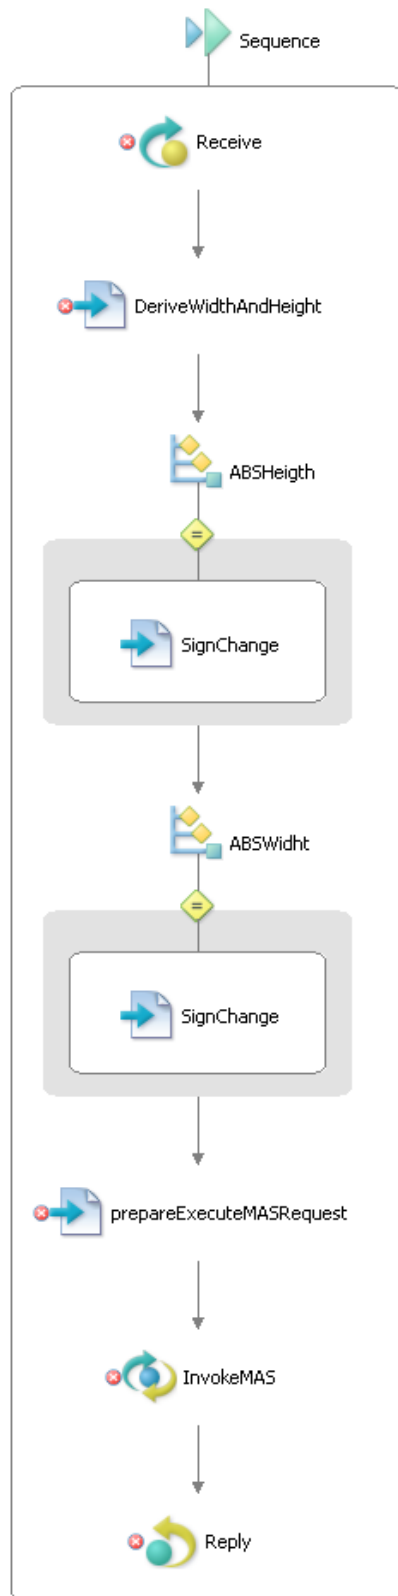 Sequence
Receive
DeriveWidthAndHeight
ABSHeigth
=
SignChange
ABSWidht
=
SignChange
prepareExecuteMASRequest
InvokeMAS
Reply